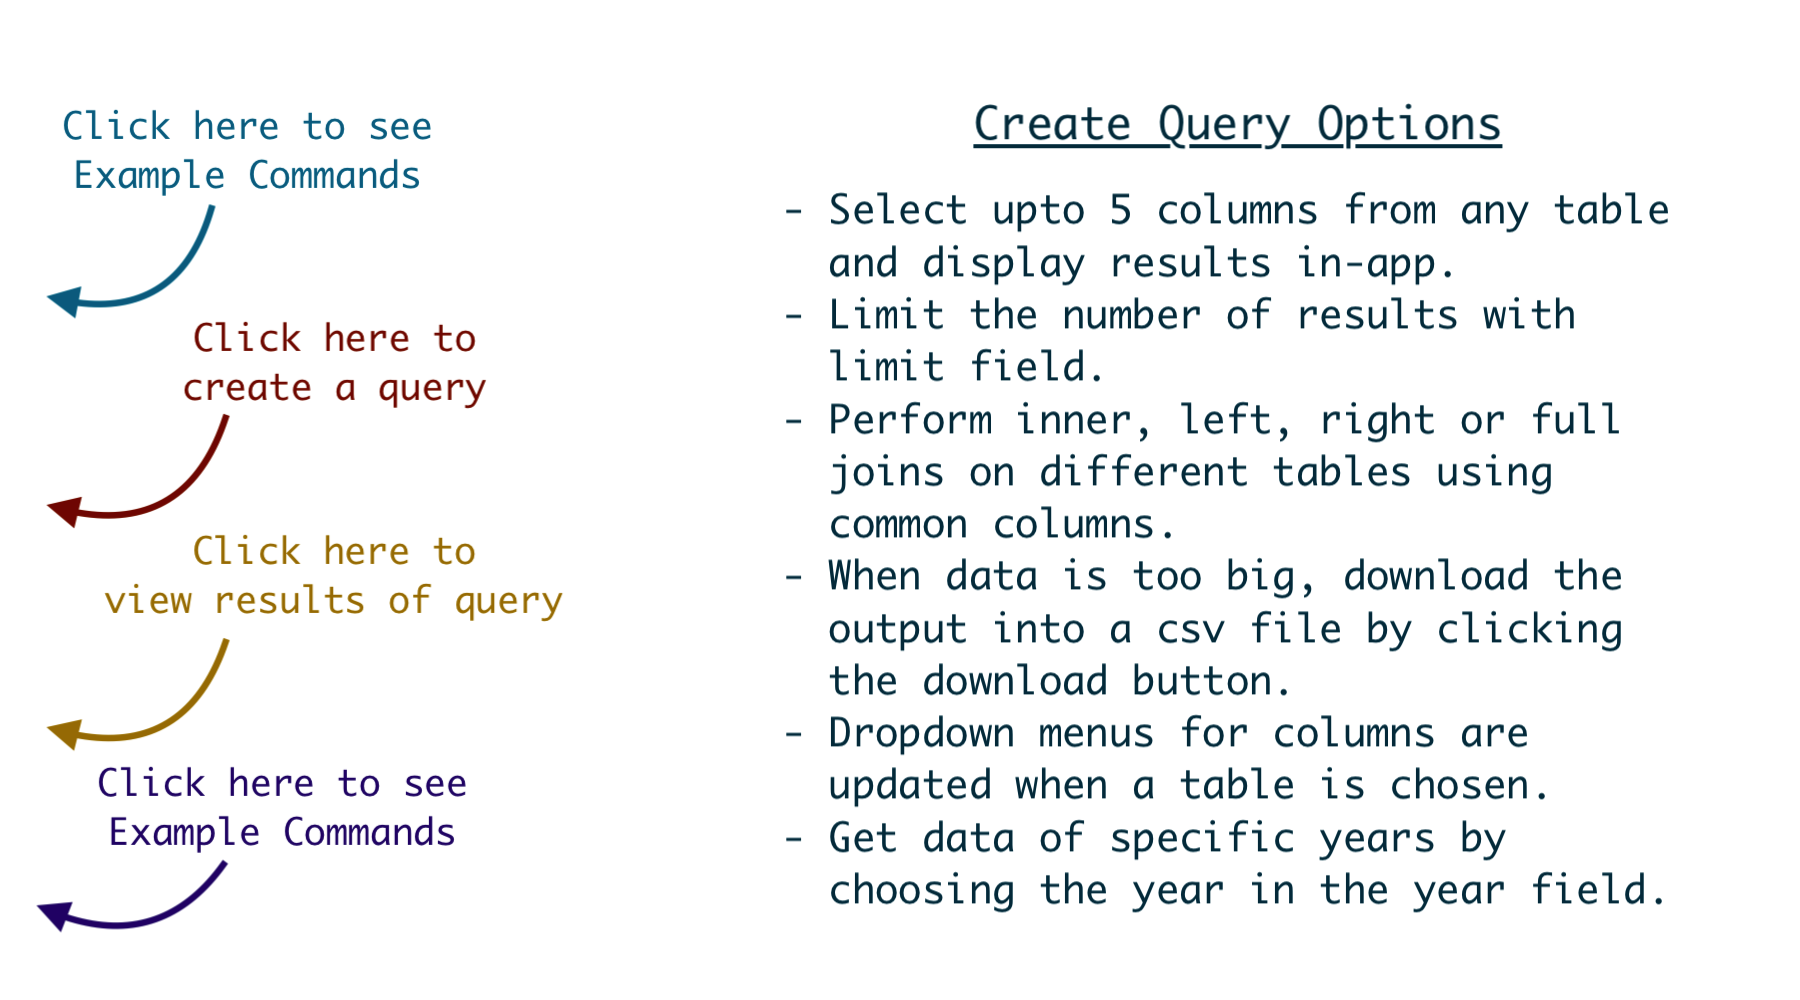 Click here to see
Example Commands
Click here to
create a query
Click here to
view results of query
Click here to see
Example Commands
Create Query Options
- Select upto 5 columns from any table
and display results in-app.
- Limit the number of results with
limit field.
- Perform inner, left, right or full
joins on different tables using
common columns.
- When data is too big, download the
output into a csv file by clicking
the download button.
- Dropdown menus for columns are
updated when a table is chosen.
- Get data of specific years by
choosing the year in the year field.